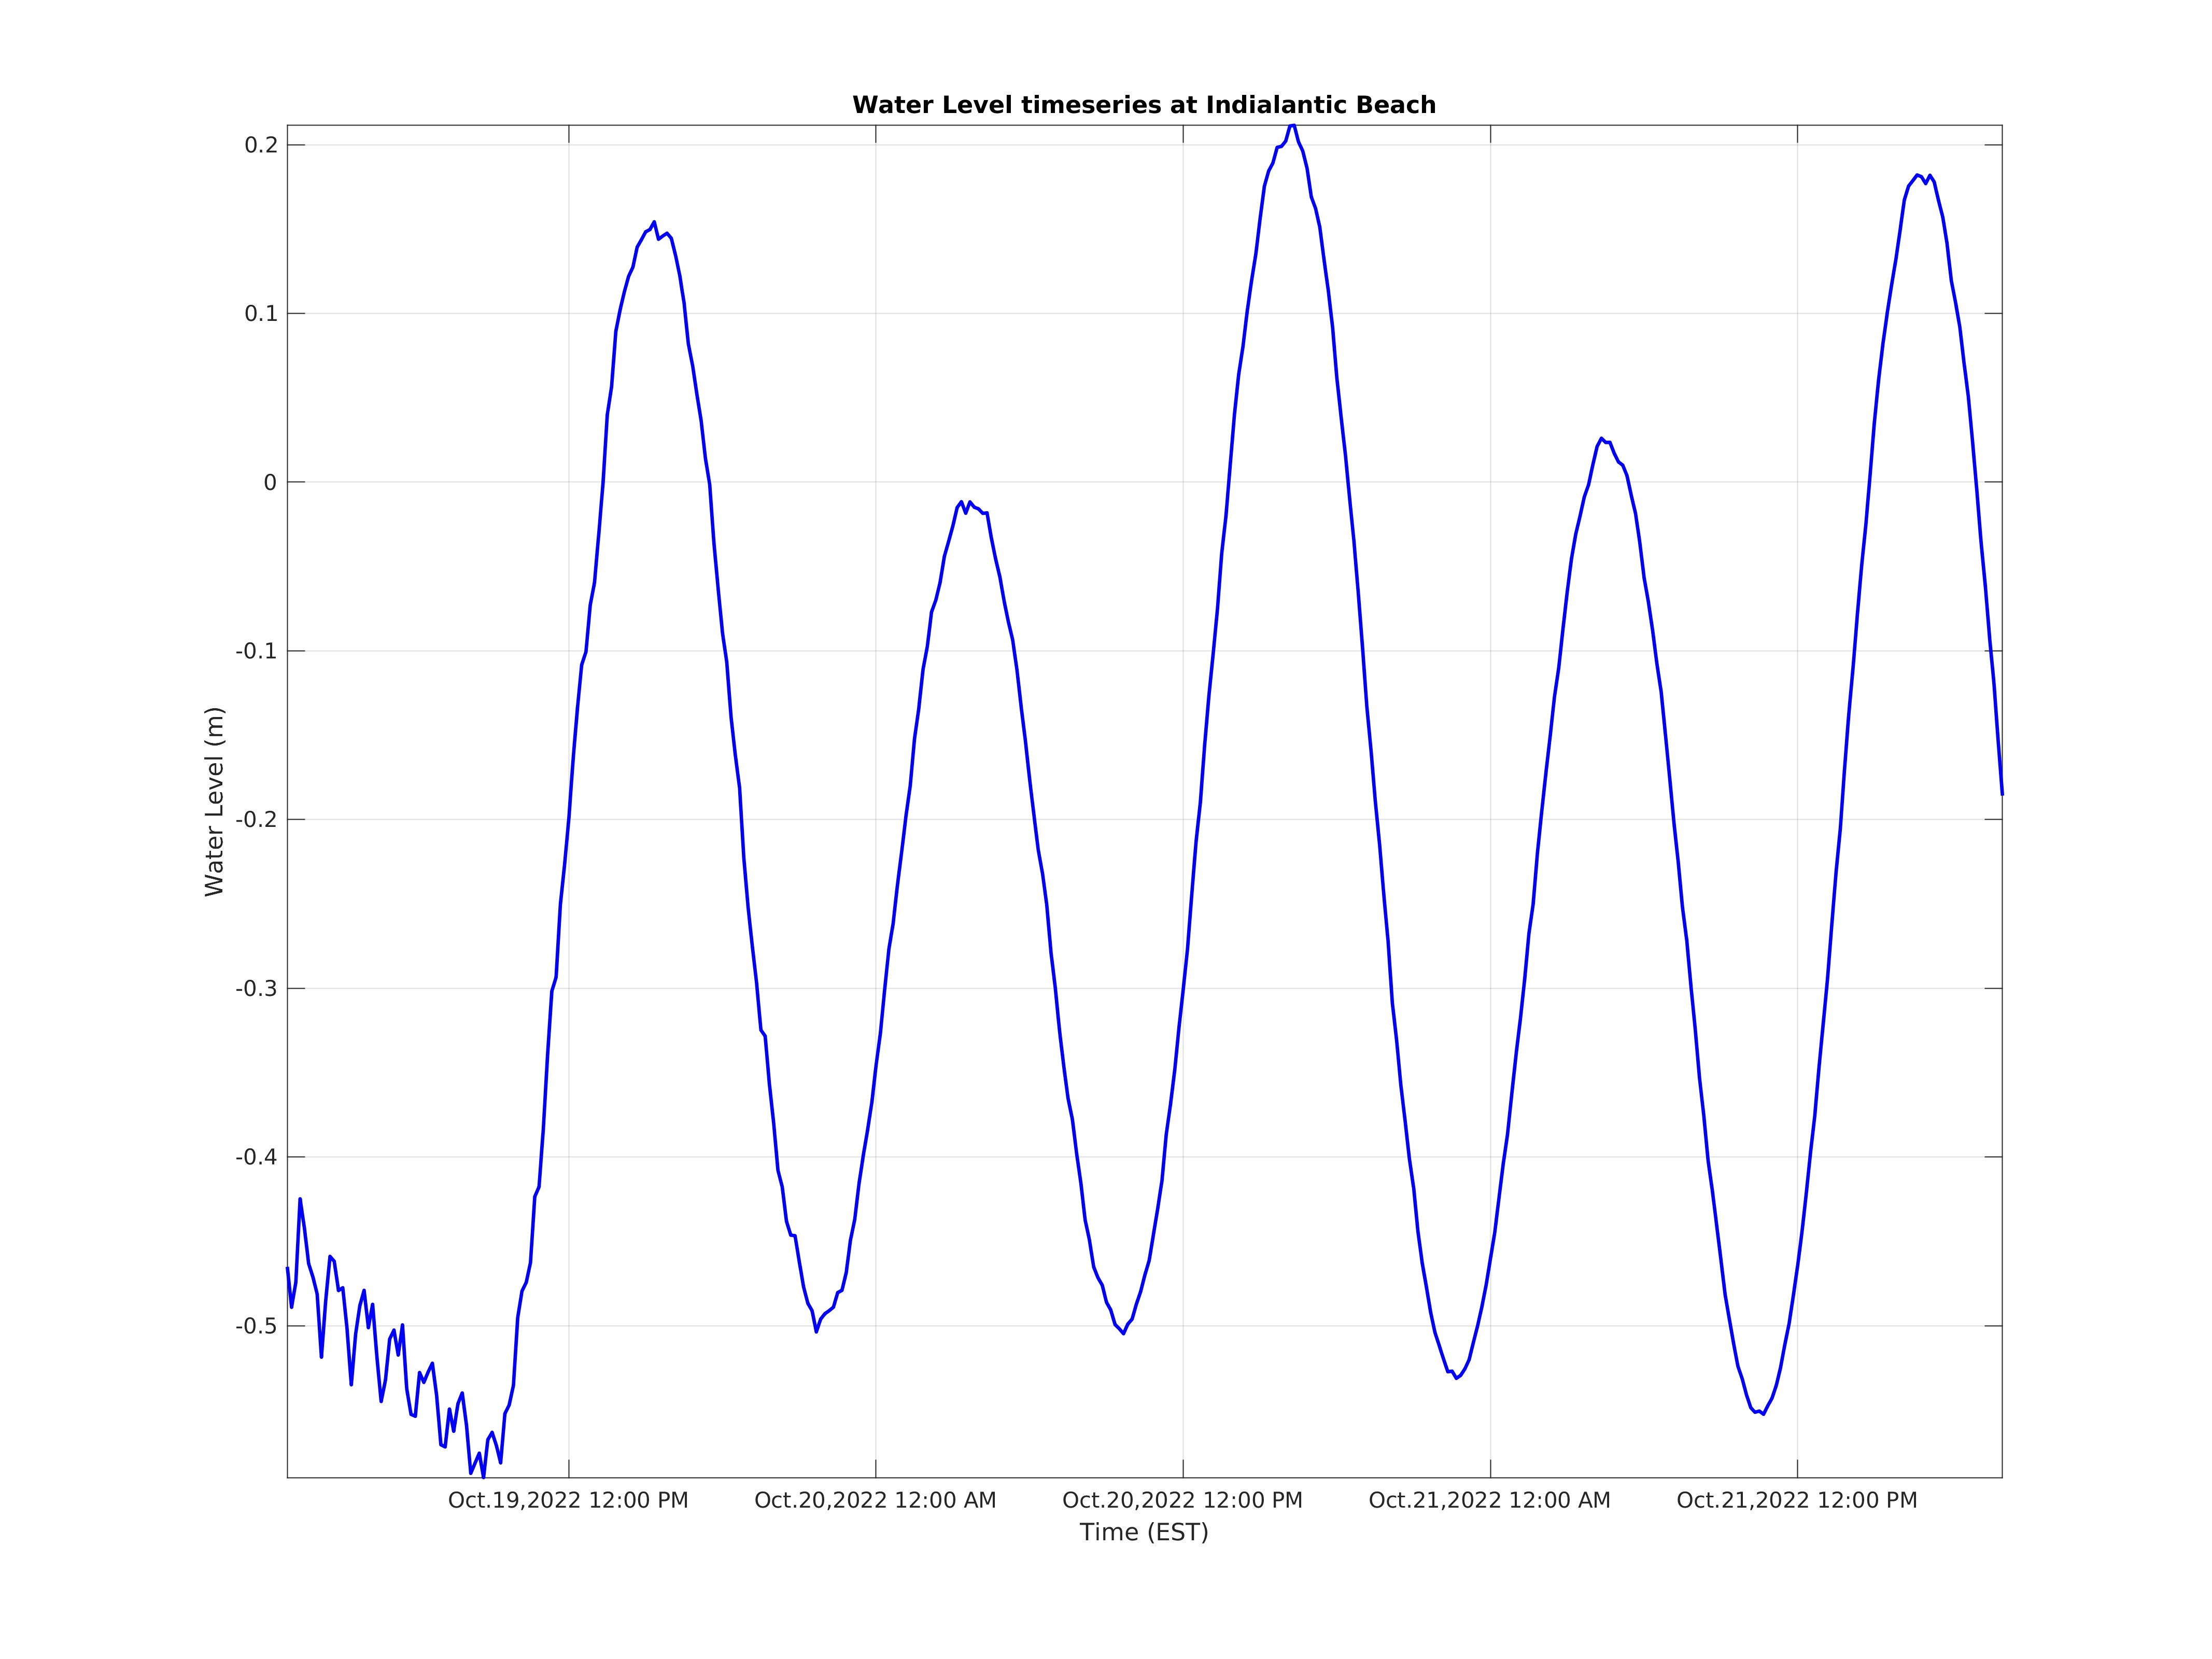 Water Level timeseries at Indialantic Beach
0.2
0.1
0
-0.1
-0.2
-0.3
-0.4
-0.5
Water Level (m)
Oct.19,2022 12:00 PM
Oct.20,2022 12:00 AM
Oct.20,2022 12:00 PM
Oct.21,2022 12:00 AM
Oct.21,2022 12:00 PM
Time (EST)